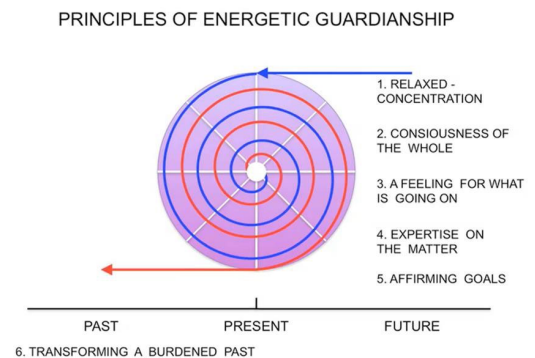 PRINCIPLES OF ENERGETIC GUARDIANSHIP
1. RELAXED -
CONCENTRATION
2. CONSIOUSNESS OF
THE WHOLE
3. A FEELING FOR WHAT
IS GOING ON
4. EXPERTISE ON
THE MATTER
5. AFFIRMING GOALS
PAST PRESENT FUTURE
6. TRANSFORMING A BURDENED PAST